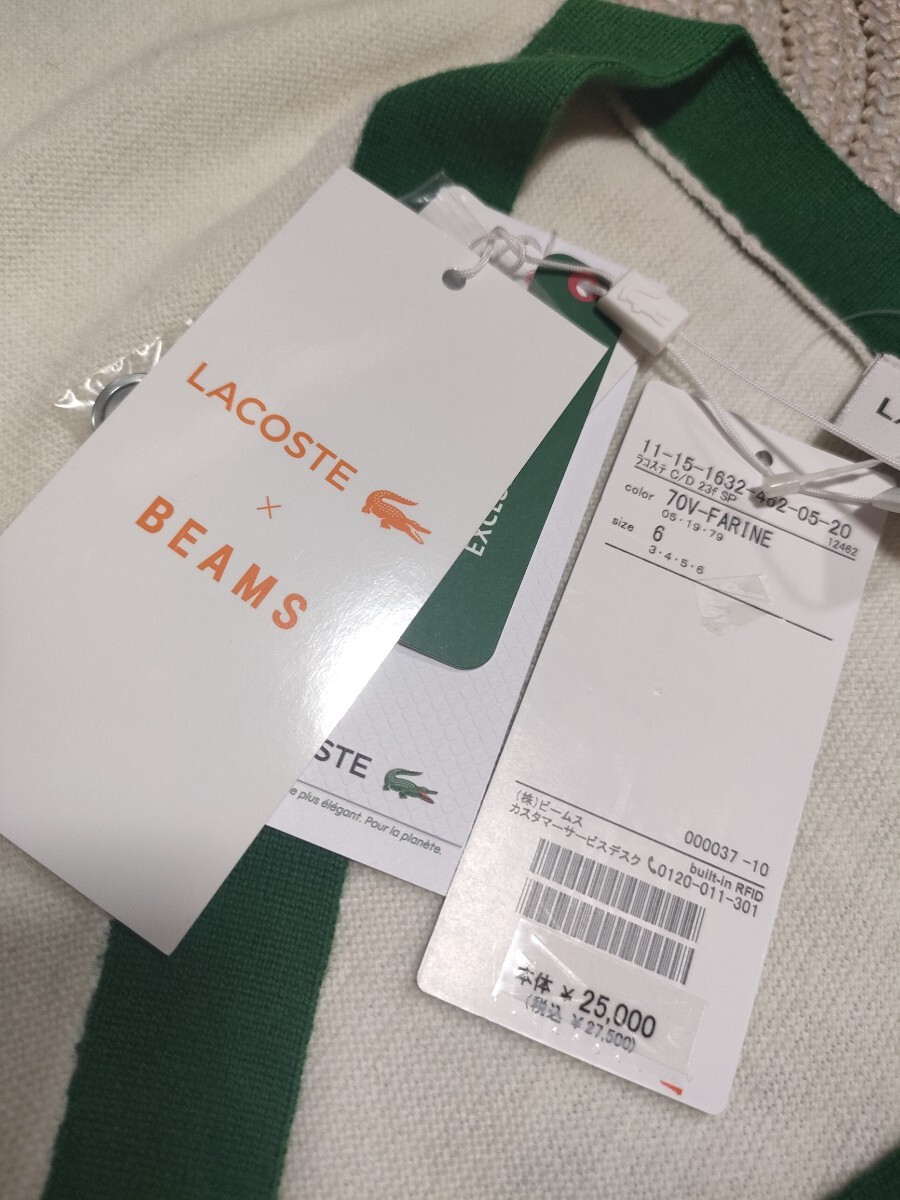 LACOSTE
×
BEAMS
STE
e plus élégant. Pour la planète.
11-15-1632-462-05-20
ラコステ C/D 23f SP
12462
color 70V-FARINE
05・19・79
size 6
3・4・5・6
000037 -10
(株)ビームス
built-in RFID
カスタマーサービスデスク 0120-011-301
本体 ¥ 25,000
(税込 ¥27,500)